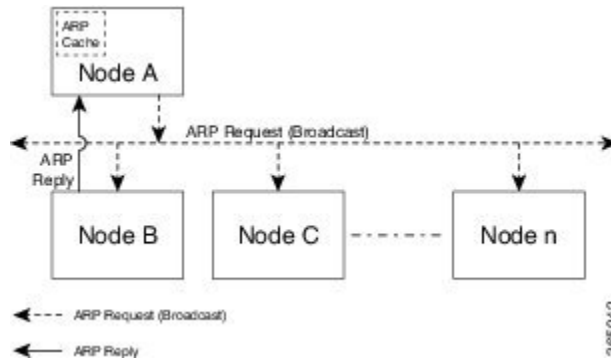 ARP
Cache
Node A
ARP Request (Broadcast)
ARP
Reply
Node B
Node C
Node n
ARP Request (Broadcast)
ARP Reply